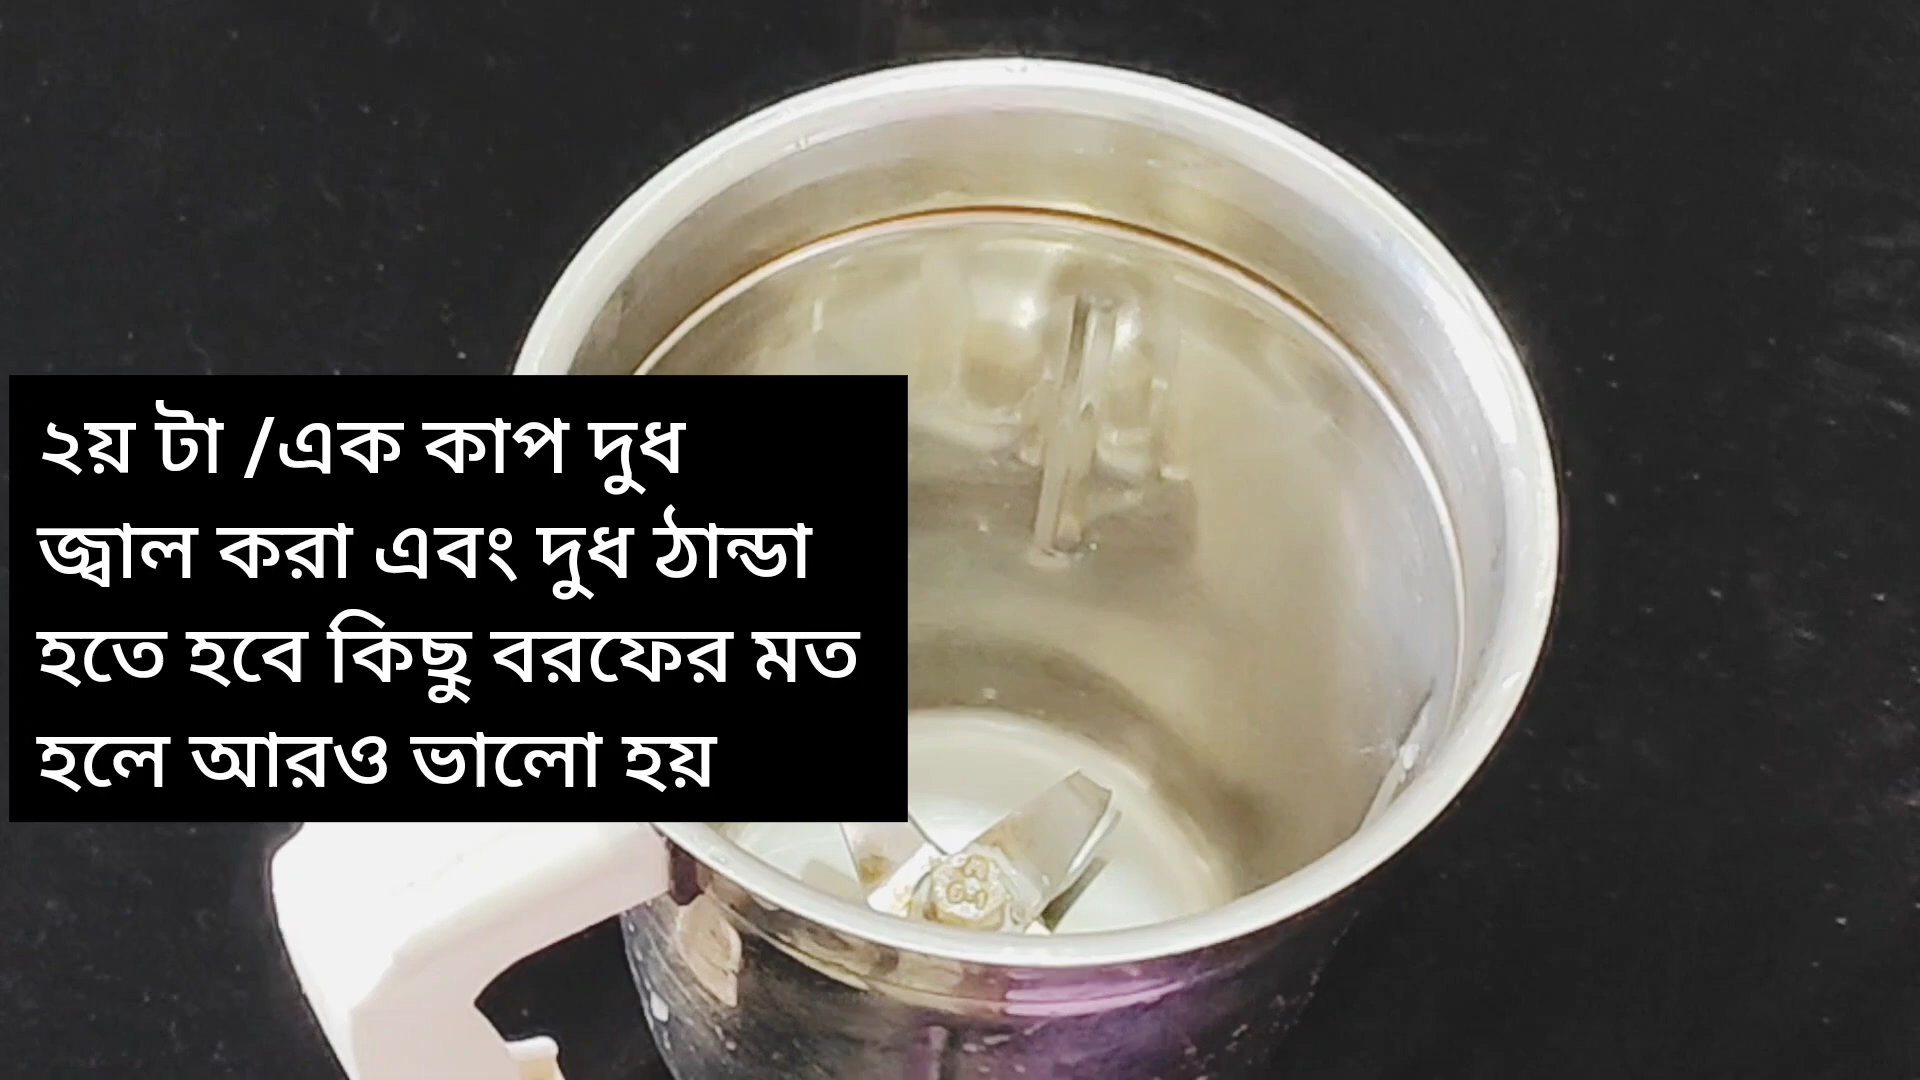 ২য় টা /এক কাপ দুধ
জ্বাল করা এবং দুধ ঠান্ডা
হতে হবে কিছু বরফের মত
হলে আরও ভালো হয়